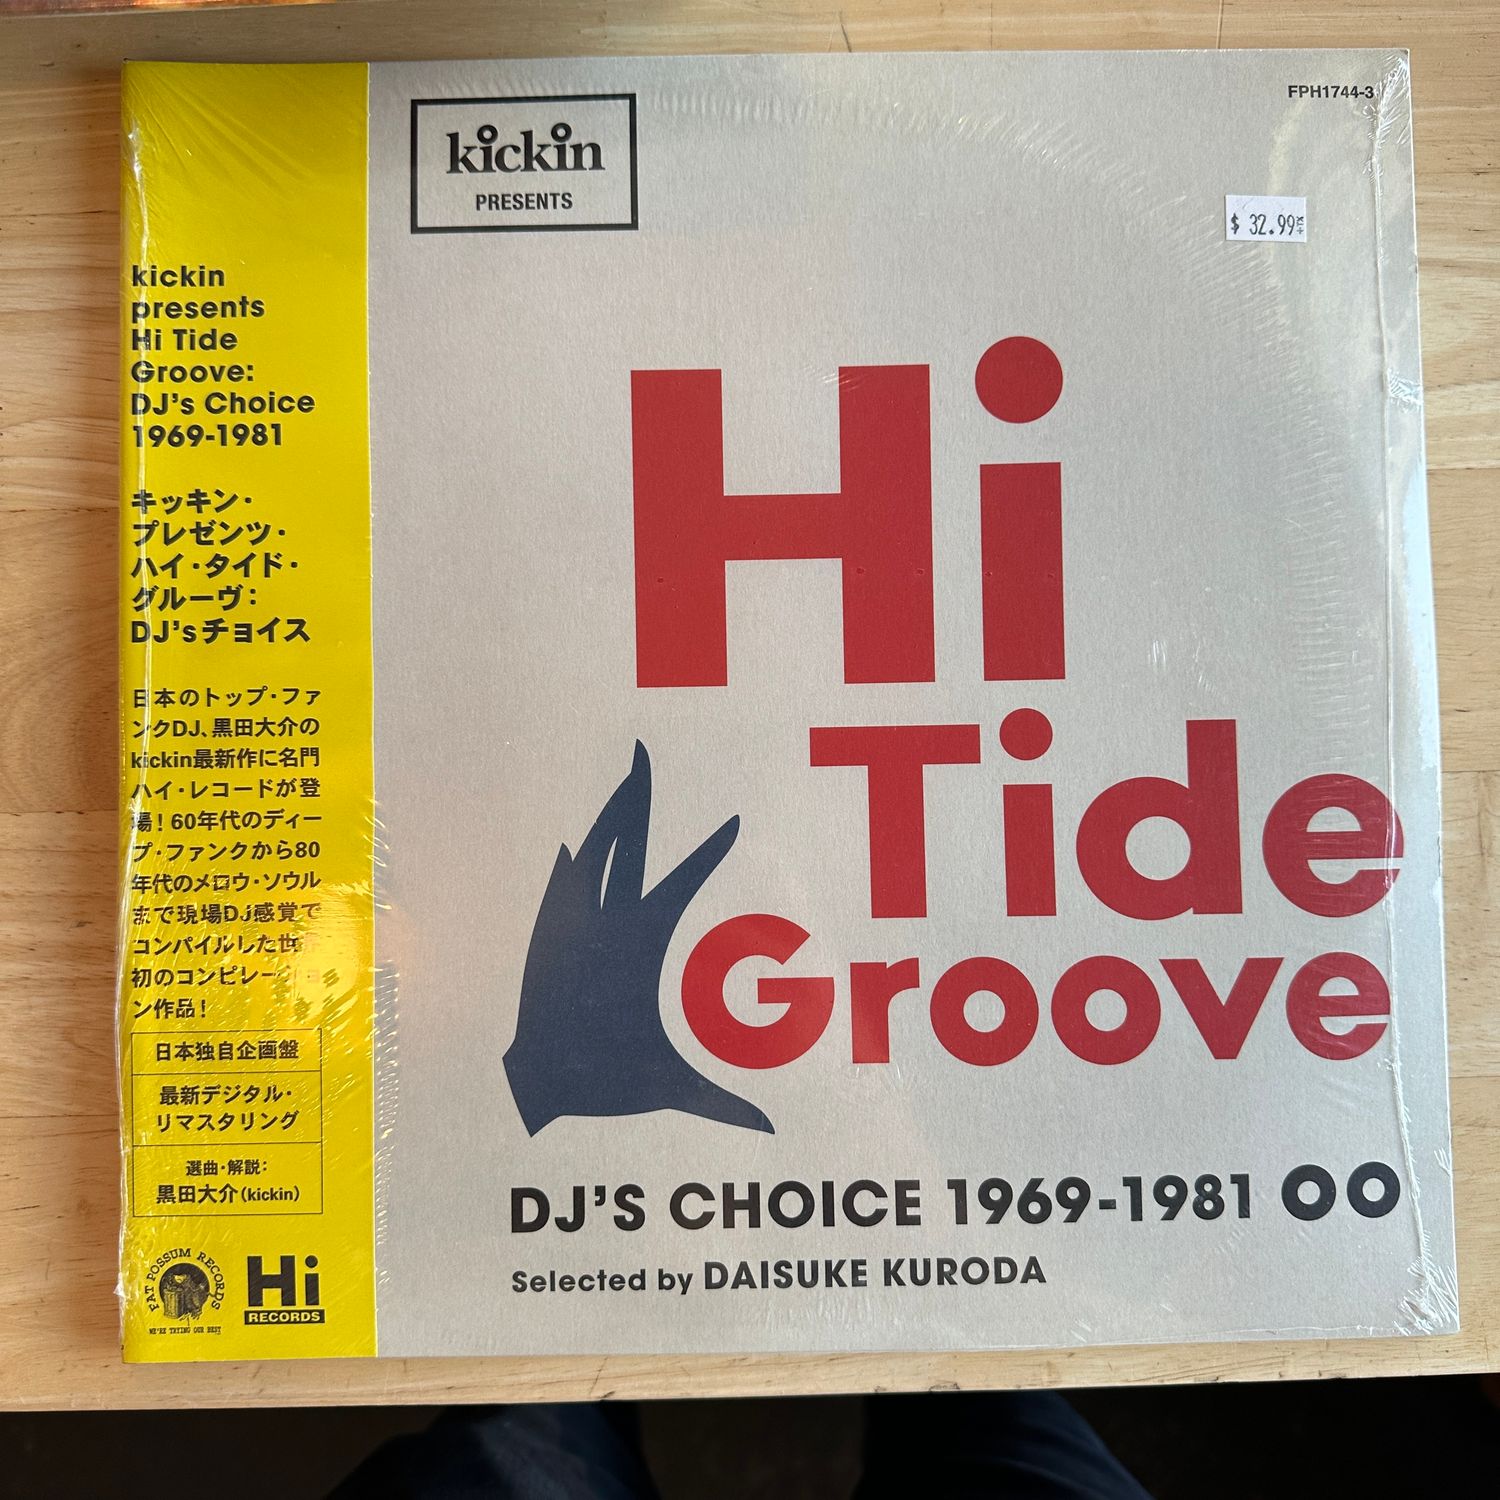 kickin
presents
Hi Tide
Groove:
DJ's Choice
1969-1981
キッキン・
プレゼンツ・
ハイ・タイド・
グルーヴ:
DJ'sチョイス
日本のトップ・ファ
ンクDJ、黒田大介の
kickin最新作に名門
ハイ・レコードが登
場！60年代のディー
プ・ファンクから80
年代のメロウ・ソウル
まで現場DJ感覚で
コンパイルした世界
初のコンピレーショ
ン作品！
日本独自企画盤
最新デジタル・
リマスタリング
選曲・解説:
黒田大介(kickin)
FAT POSSUM RECORDS
WE'RE TRYING OUR BEST
Hi
RECORDS
kickin
PRESENTS
FPH1744-3
$ 32.99
Hi
Tide
Groove
DJ'S CHOICE 1969-1981
Selected by DAISUKE KURODA